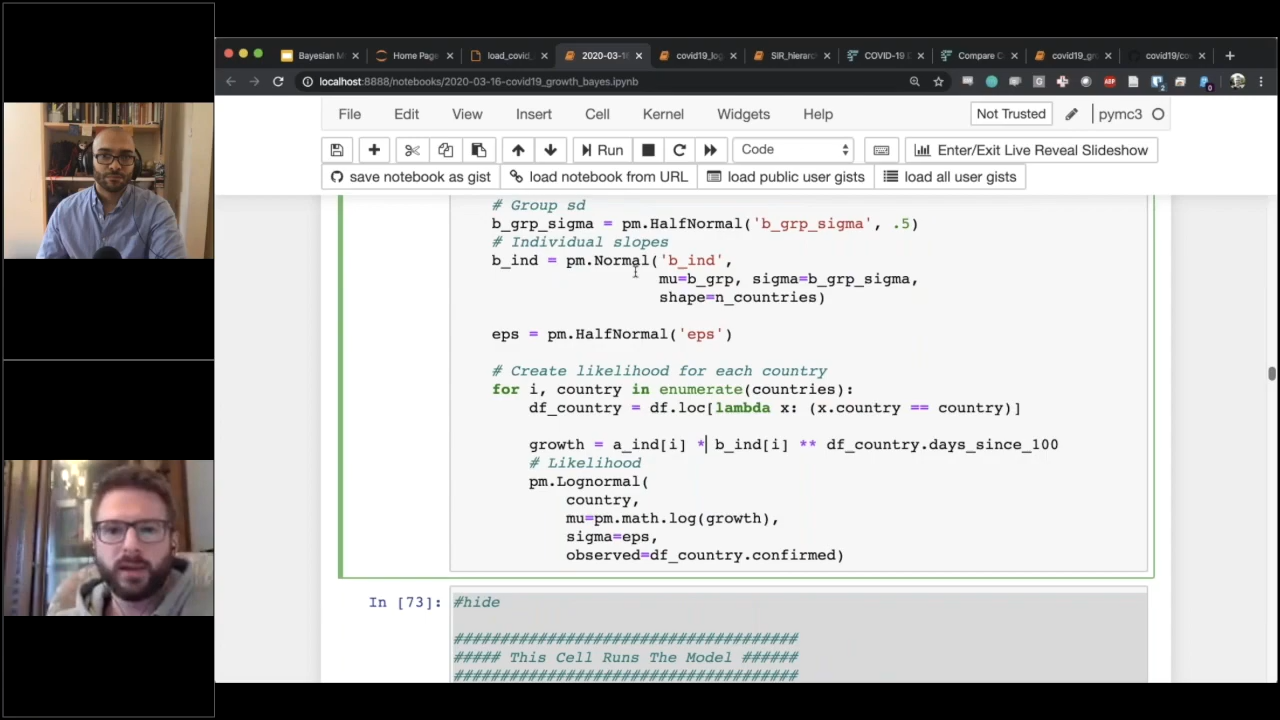 Bayesian M
Home Page
load_covid_
2020-03-1
covid19_log
SIR_hierarc
COVID-19
Compare C
covid19_gr
covid19/co
localhost:8888/notebooks/2020-03-16-covid19_growth_bayes.ipynb
File Edit View Insert Cell Kernel Widgets Help
Not Trusted
pymc3
Run
Code
Enter/Exit Live Reveal Slideshow
save notebook as gist
load notebook from URL
load public user gists
load all user gists
# Group sd
b_grp_sigma = pm.HalfNormal('b_grp_sigma', .5)
# Individual slopes
b_ind = pm.Normal('b_ind',
mu=b_grp, sigma=b_grp_sigma,
shape=n_countries)
eps = pm.HalfNormal('eps')
# Create likelihood for each country
for i, country in enumerate(countries):
df_country = df.loc[lambda x: (x.country == country)]
growth = a_ind[i] * b_ind[i] ** df_country.days_since_100
# Likelihood
pm.Lognormal(
country,
mu=pm.math.log(growth),
sigma=eps,
observed=df_country.confirmed)
In [73]:
#hide
#####################################
##### This Cell Runs The Model ######
#####################################